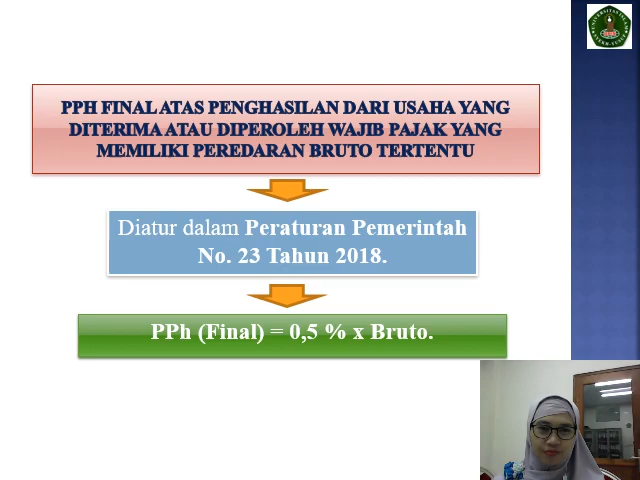 PPH FINAL ATAS PENGHASILAN DARI USAHA YANG
DITERIMA ATAU DIPEROLEH WAJIB PAJAK YANG
MEMILIKI PEREDARAN BRUTO TERTENTU
Diatur dalam Peraturan Pemerintah
No. 23 Tahun 2018.
PPh (Final) = 0,5 % x Bruto.